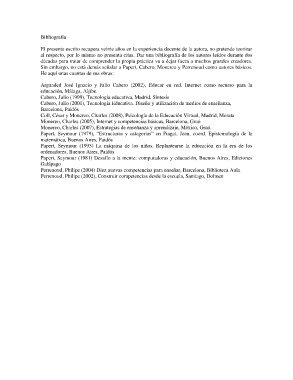 Bibliografía
El presente escrito recupera veinte años en la experiencia docente de la autora, no pretende teorizar
al respecto, por lo mismo no presenta citas. Dar una bibliografía de los autores leídos durante dos
décadas para tratar de comprender la propia práctica va a dejar fuera a muchos grandes creadores.
Sin embargo, no está demás señalar a Papert, Cabero, Monereo y Perrenoud como autores básicos.
He aquí unas cuantas de sus obras:
Aguaded José Ignacio y Julio Cabero (2002), Educar en red. Internet como recurso para la
educación, Málaga, Aljibe
Cabero, Julio (1999), Tecnología educativa, Madrid, Síntesis
Cabero, Julio (2001), Tecnología Educativa. Diseño y utilización de medios de enseñanza,
Barcelona, Paidós
Coll, César y Monereo, Charles (2008), Psicología de la Educación Virtual, Madrid, Morata
Monereo, Charles (2005), Internet y competencias básicas, Barcelona, Graó
Monereo, Charles (2007), Estrategias de enseñanza y aprendizaje, México, Graó
Papert, Seymour (1979), "Estructuras y categorías" en Piaget, Jean, coord. Epistemología de la
matemática, Buenos Aires, Paidós
Papert, Seymour (1995) La máquina de los niños. Replantearse la educación en la era de los
ordenadores, Buenos Aires, Paidós
Papert, Seymour (1981) Desafío a la mente: computadoras y educación, Buenos Aires, Ediciones
Galápago
Perrenoud, Philipe (2004) Diez nuevas competencias para enseñar, Barcelona, Biblioteca Aula
Perrenoud, Philipe (2002), Construir competencias desde la escuela, Santiago, Dolmen